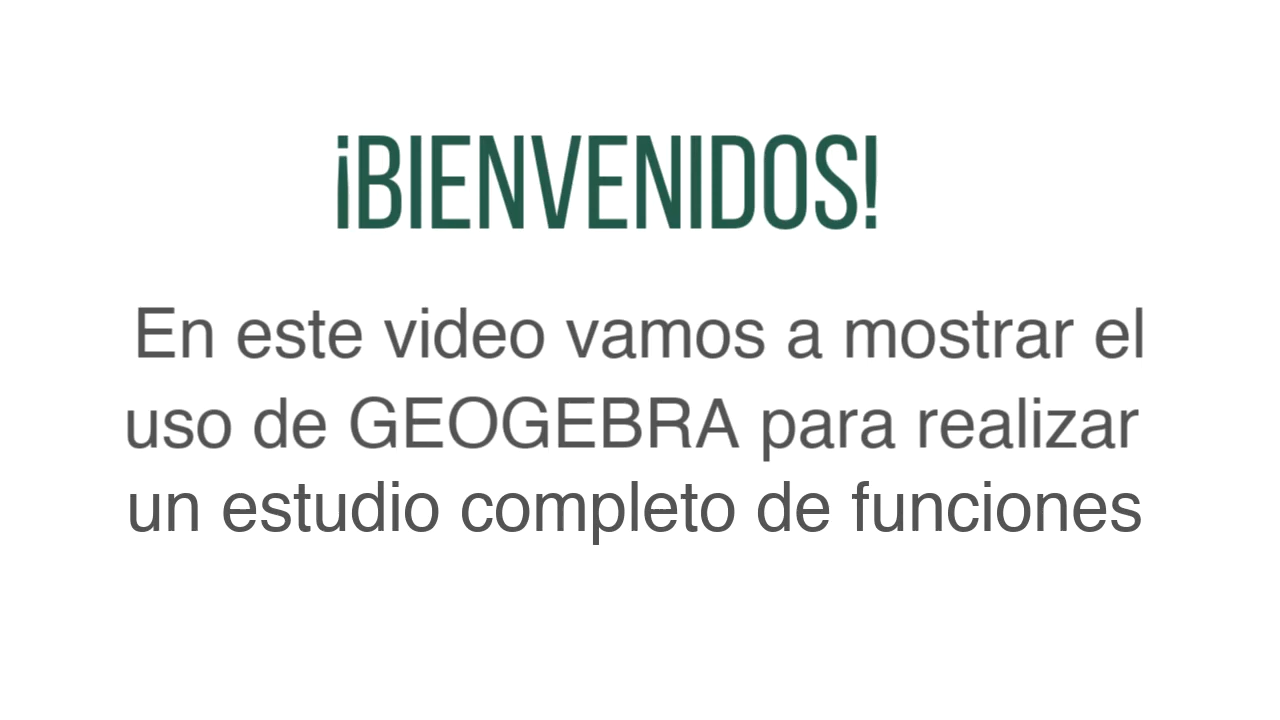 ¡BIENVENIDOS!
En este video vamos a mostrar el
uso de GEOGEBRA para realizar
un estudio completo de funciones